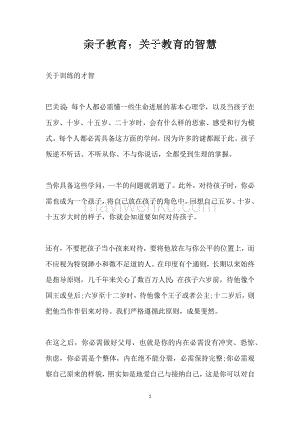 亲子教育：关于教育的智慧
关于训练的才智
巴关说：每个人都必需懂一些生命进展的基本心理学，以及当孩子在
五岁、十岁、十五岁、二十岁时，会有什么样的思索、感受和行为模
式。每个人都必需具备这方面的学问，因为许多的谜都源于此。孩子
叛逆不听话、不听从你、不与你说话，全都受到生理的掌握。
当你具备这些学问，一半的问题就消逝了。此外，对待孩子时，你必
需也成为一个孩子，将自己放在孩子的角色中。回想自己五岁、十岁、
十五岁大时的样子，你就会知道要如何对待孩子。
还有，不要把孩子当小孩来对待，要将他放在与你公平的位置上，而
不应视为特别踌小和微不足道的人。在印度有个通则，长期以来始终
是指导原则，几千年来关心了数百万人民：在孩子六岁前，待他像个
国王或皇后；六岁至十二岁时，待他像个王子或者公主；十二岁后，则
把他当作作侣来对待。我们严格遵循此原则，成果斐然。
在这之后，你必需做好父母，也就是你的内在必需没有冲突、恐惊、
焦虑。你必需是个整体，内在绝不能分裂，必需保持完整；你必需观
察自己原来的样貌，照实如是地爱自己与接纳自己，这是你可以对自
1